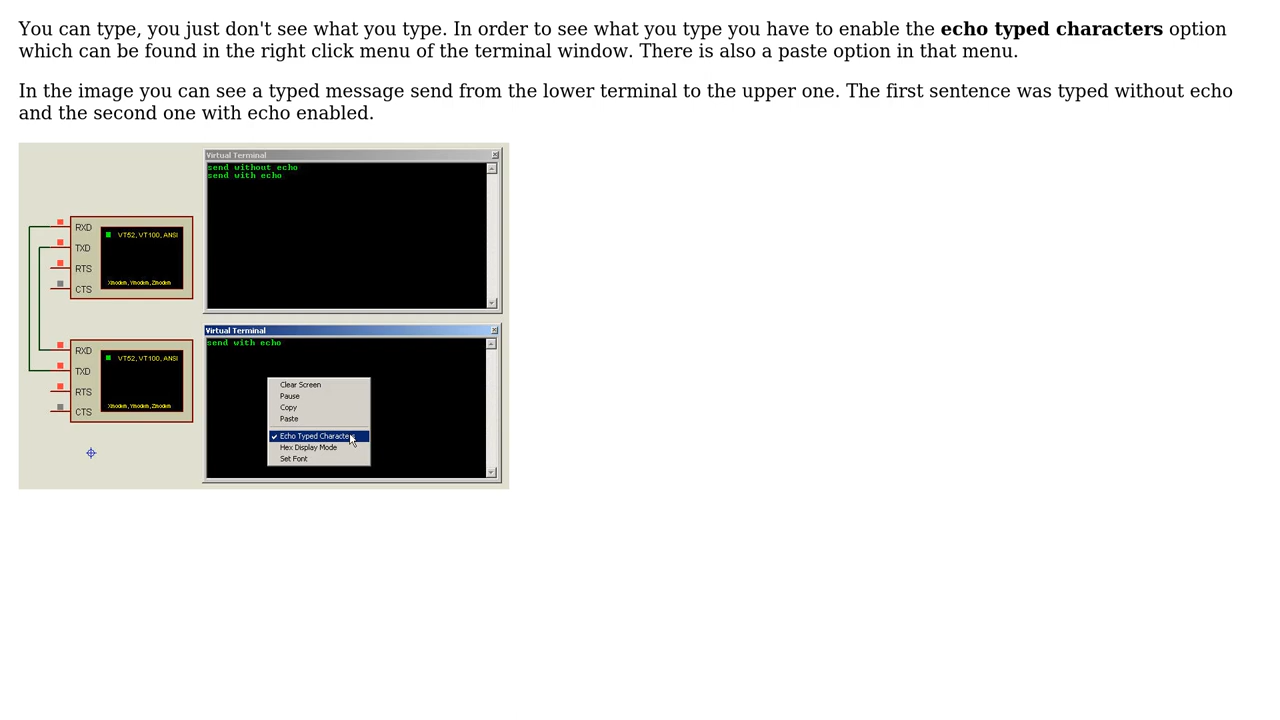 You can type, you just don't see what you type. In order to see what you type you have to enable the echo typed characters option
which can be found in the right click menu of the terminal window. There is also a paste option in that menu.
In the image you can see a typed message send from the lower terminal to the upper one. The first sentence was typed without echo
and the second one with echo enabled.
Virtual Terminal
send without echo
send with echo
RXD
TXD
RTS
CTS
VT52, VT100, ANSI
Xmodem, Ymodem, Zmodem
Virtual Terminal
send with echo
RXD
TXD
RTS
CTS
VT52, VT100, ANSI
Xmodem, Ymodem, Zmodem
Clear Screen
Pause
Copy
Paste
Echo Typed Characters
Hex Display Mode
Set Font